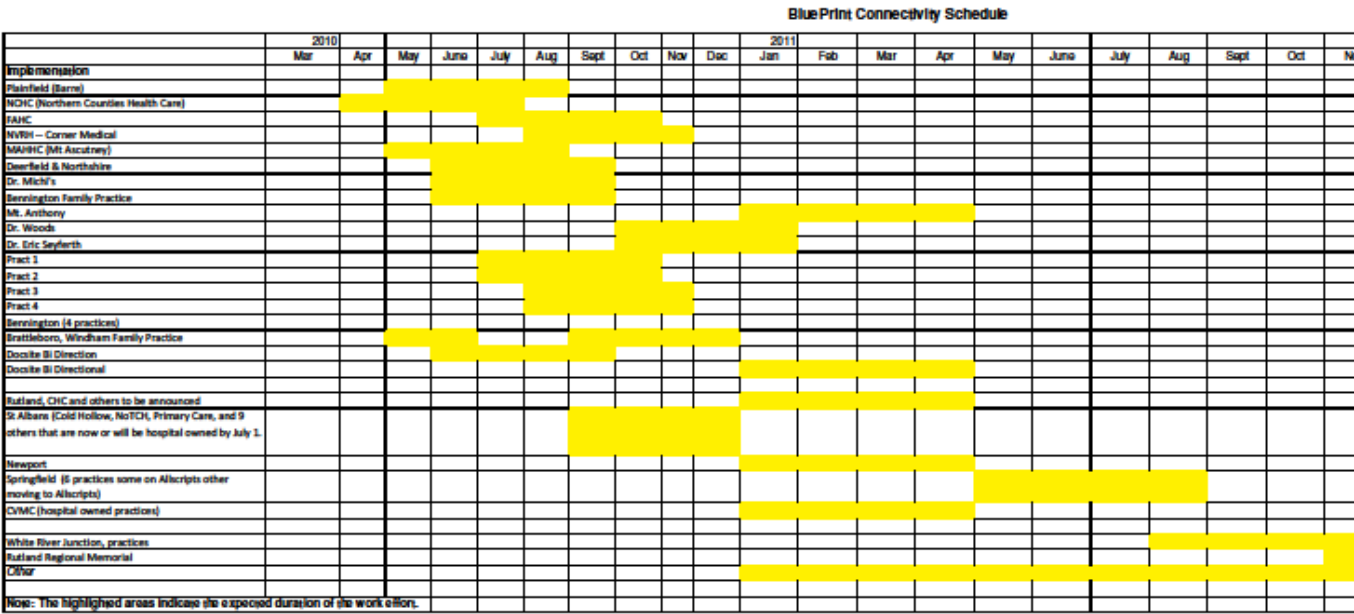 BluePrint Connectivity Schedule
2010 2011
Mar Apr May June July Aug Sept Oct Nov Dec Jan Feb Mar Apr May June July Aug Sept Oct
Implementation
Plainfield (Barre)
NCHC (Northern Counties Health Care)
FAHC
NVRH – Corner Medical
MAHHC (Mt Ascutney)
Deerfield & Northshire
Dr. Michl's
Bennington Family Practice
Mt. Anthony
Dr. Woods
Dr. Eric Seyferth
Pract 1
Pract 2
Pract 3
Pract 4
Bennington (4 practices)
Brattleboro, Windham Family Practice
Docsite Bi Direction
Docsite Bi Directional
Rutland, CHC and others to be announced
St Albans (Cold Hollow, NoTCH, Primary Care, and 9
others that are now or will be hospital owned by July 1.
Newport
Springfield (6 practices some on Allscripts other
moving to Allscripts)
CVMC (hospital owned practices)
White River Junction, practices
Rutland Regional Memorial
Other
Note: The highlighted areas indicate the expected duration of the work effort.